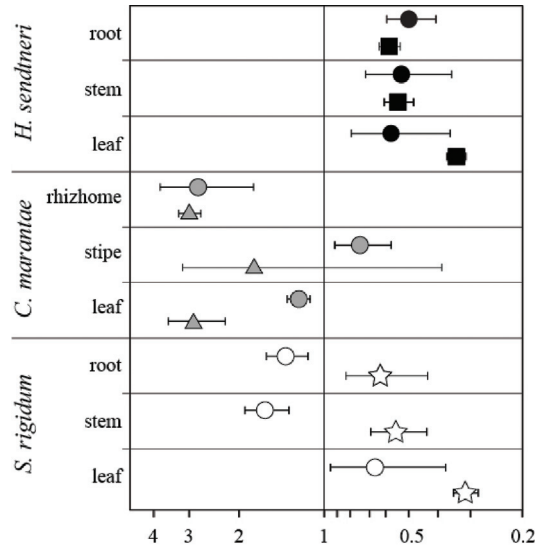 H. sendtneri
root
stem
leaf
C. marantae
rhizhome
stipe
leaf
S. rigidum
root
stem
leaf
4 3 2 1 0.5 0.2